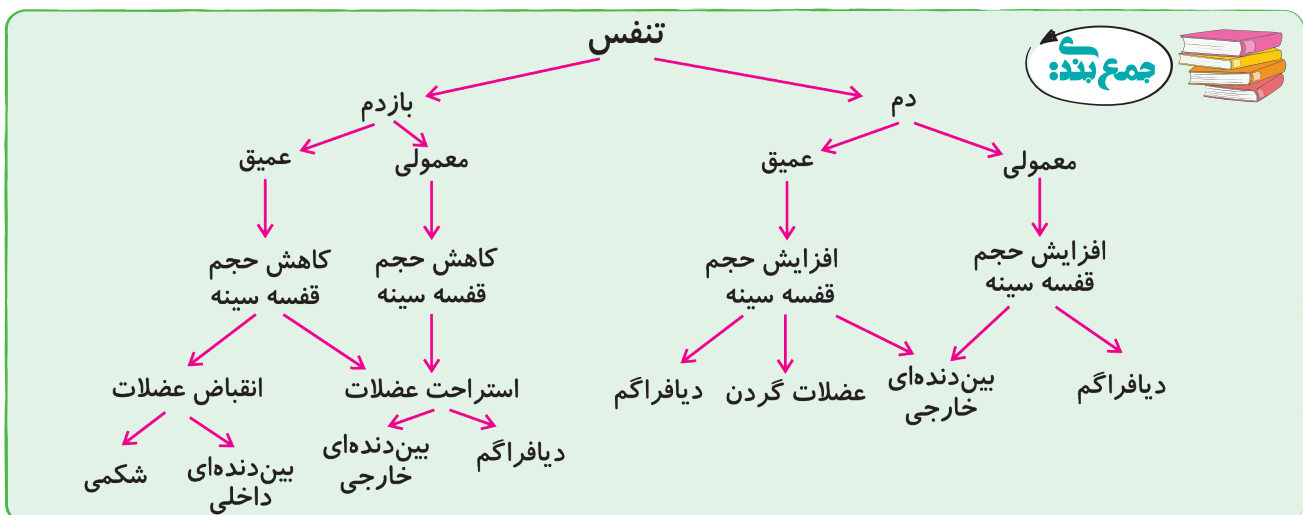 جمع بندی:
تنفس
دم
بازدم
معمولی
عمیق
معمولی
عمیق
افزایش حجم
قفسه سینه
افزایش حجم
قفسه سینه
کاهش حجم
قفسه سینه
کاهش حجم
قفسه سینه
دیافراگم
بین‌دنده‌ای
خارجی
عضلات گردن
دیافراگم
استراحت عضلات
انقباض عضلات
دیافراگم
بین‌دنده‌ای
خارجی
بین‌دنده‌ای
داخلی
شکمی